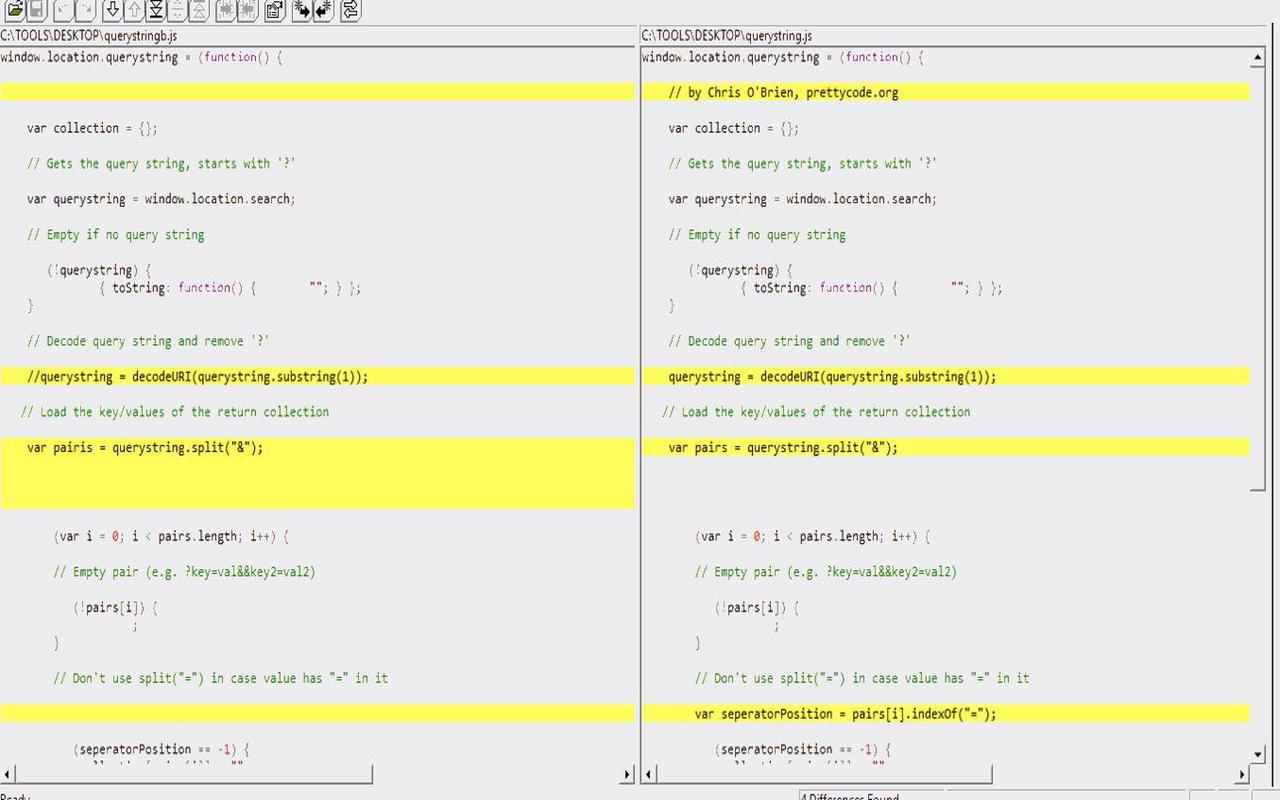 C:\TOOLS\DESKTOP\querystringb.js
window.location.querystring = (function() {
var collection = {};
// Gets the query string, starts with '?'
var querystring = window.location.search;
// Empty if no query string
(!querystring) {
{ toString: function() { ""; } };
}
// Decode query string and remove '?'
//querystring = decodeURI(querystring.substring(1));
// Load the key/values of the return collection
var pairis = querystring.split("&");
(var i = 0; i < pairs.length; i++) {
// Empty pair (e.g. ?key=val&&key2=val2)
(!pairs[i]) {
;
}
// Don't use split("=") in case value has "=" in it
(seperatorPosition == -1) {
C:\TOOLS\DESKTOP\querystring.js
window.location.querystring = (function() {
// by Chris O'Brien, prettycode.org
var collection = {};
// Gets the query string, starts with '?'
var querystring = window.location.search;
// Empty if no query string
(!querystring) {
{ toString: function() { ""; } };
}
// Decode query string and remove '?'
querystring = decodeURI(querystring.substring(1));
// Load the key/values of the return collection
var pairs = querystring.split("&");
(var i = 0; i < pairs.length; i++) {
// Empty pair (e.g. ?key=val&&key2=val2)
(!pairs[i]) {
;
}
// Don't use split("=") in case value has "=" in it
var seperatorPosition = pairs[i].indexOf("=");
(seperatorPosition == -1) {
Ready
4 Differences Found